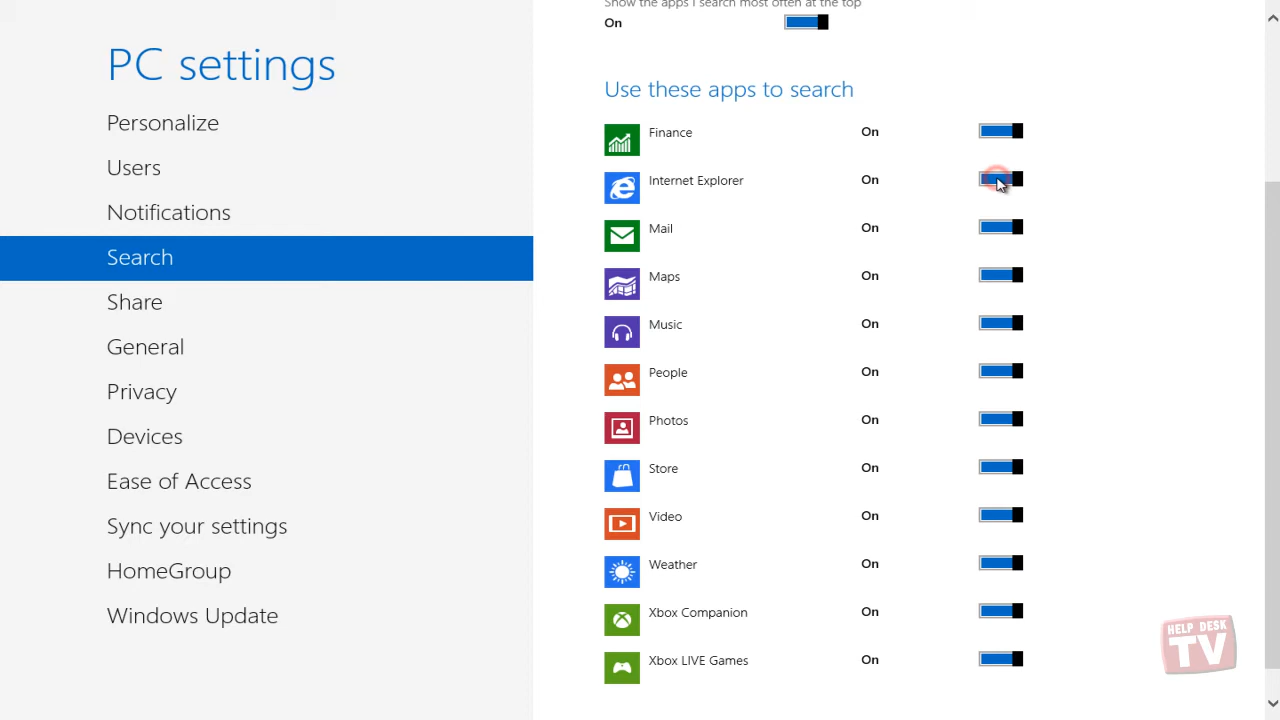 Show the apps I search most often at the top
On
PC settings
Personalize
Users
Notifications
Search
Share
General
Privacy
Devices
Ease of Access
Sync your settings
HomeGroup
Windows Update
Use these apps to search
Finance On
Internet Explorer On
Mail On
Maps On
Music On
People On
Photos On
Store On
Video On
Weather On
Xbox Companion On
Xbox LIVE Games On
HELP DESK
TV